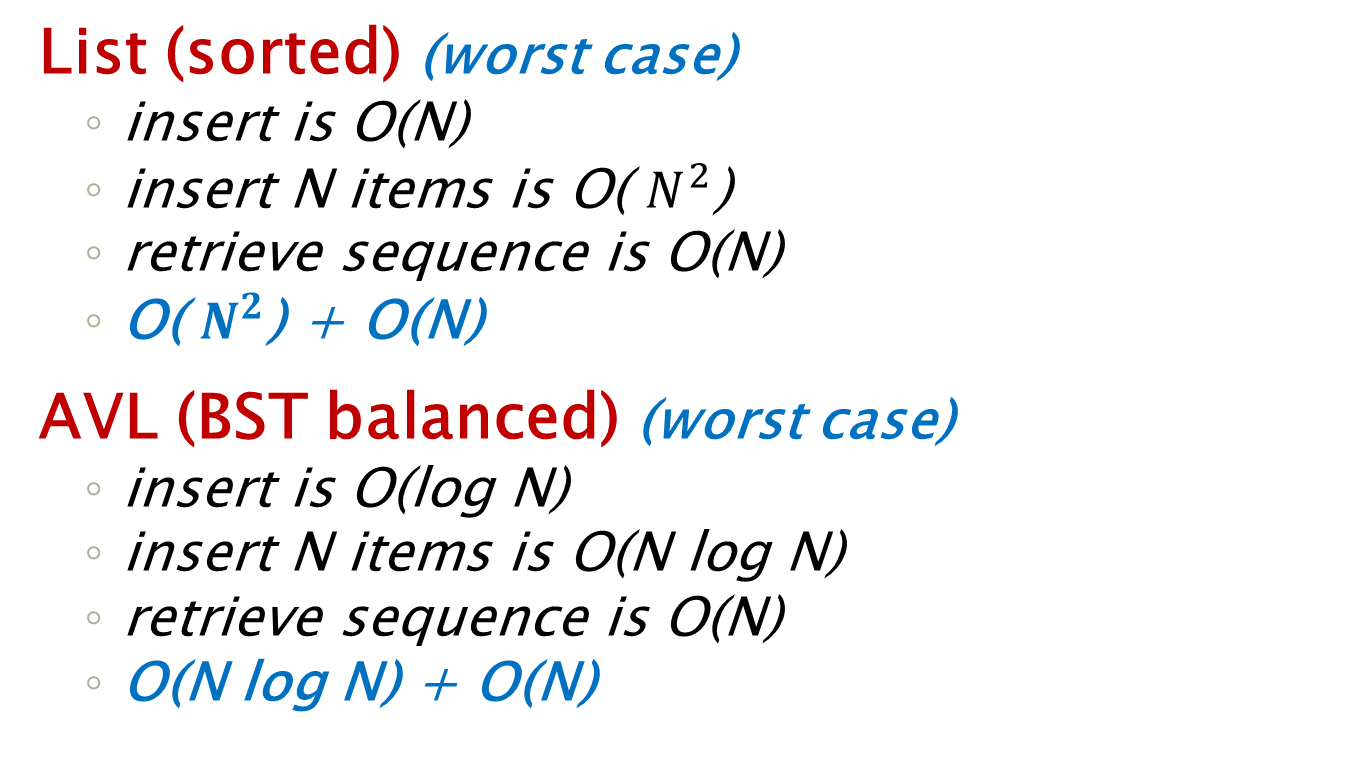 List (sorted) (worst case)
◦ insert is O(N)
◦ insert N items is O( N²)
◦ retrieve sequence is O(N)
◦ O( N²) + O(N)
AVL (BST balanced) (worst case)
◦ insert is O(log N)
◦ insert N items is O(N log N)
◦ retrieve sequence is O(N)
◦ O(N log N) + O(N)